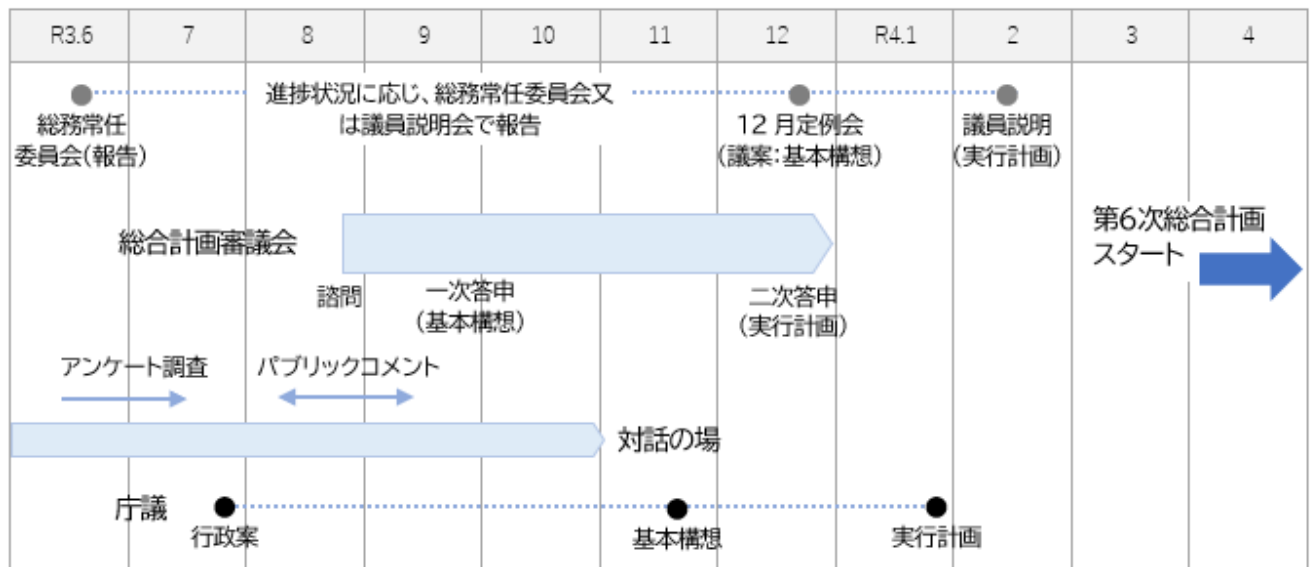 R3.6 7 8 9 10 11 12 R4.1 2 3 4
進捗状況に応じ、総務常任委員会又
は議員説明会で報告
総務常任
委員会(報告)
12 月定例会
(議案:基本構想)
議員説明
(実行計画)
総合計画審議会
第6次総合計画
スタート
諮問
一次答申
(基本構想)
二次答申
(実行計画)
アンケート調査
パブリックコメント
対話の場
庁議
行政案
基本構想
実行計画